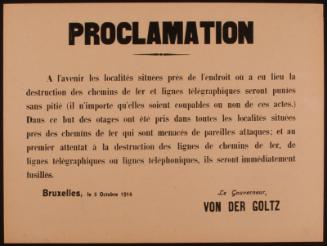 PROCLAMATION
A l'avenir les localités situées près de l'endroit où a eu lieu la
destruction des chemins de fer et lignes télégraphiques seront punies
sans pitié (il n'importe qu'elles soient coupables ou non de ces actes.)
Dans ce but des otages ont été pris dans toutes les localités situées
près des chemins de fer qui sont menacés de pareilles attaques; et au
premier attentat à la destruction des lignes de chemins de fer, de
lignes télégraphiques ou lignes téléphoniques, ils seront immédiatement
fusillés.
Bruxelles, le 5 Octobre 1914
Le Gouverneur,
VON DER GOLTZ